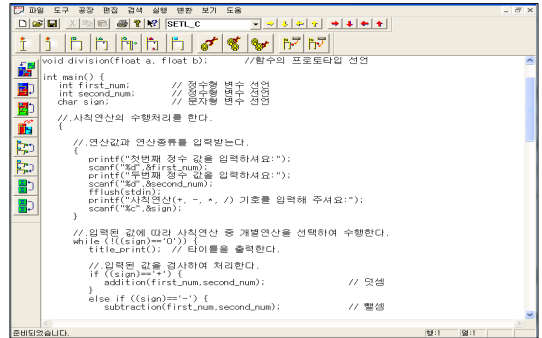 파일 도구 공장 편집 검색 실행 변환 보기 도움
SETL_C
void division(float a. float b); //함수의 프로토타입 선언
int main() {
int first_num; // 정수형 변수 선언
int second_num; // 정수형 변수 선언
char sign; // 문자형 변수 선언
//.사칙연산의 수행처리를 한다.
{
//.연산값과 연산종류를 입력받는다.
{
printf("첫번째 정수 값을 입력하셔요:");
scanf("%d",&first_num);
printf("두번째 정수 값을 입력하셔요:");
scanf("%d",&second_num);
fflush(stdin);
printf("사칙연산(+, -, *, /) 기호를 입력해 주셔요:");
scanf("%c",&sign);
}
//.입력된 값에 따라 사칙연산 중 개별연산을 선택하여 수행한다.
while (!((sign)=='0')) {
title_print(); // 타이틀을 출력한다.
//.입력된 값을 검사하여 처리한다.
if ((sign)=='+') {
addition(first_num,second_num); // 덧셈
}
else if ((sign)=='-') {
subtraction(first_num,second_num); // 뺄셈
준비되었습니다.
행:1 열:1